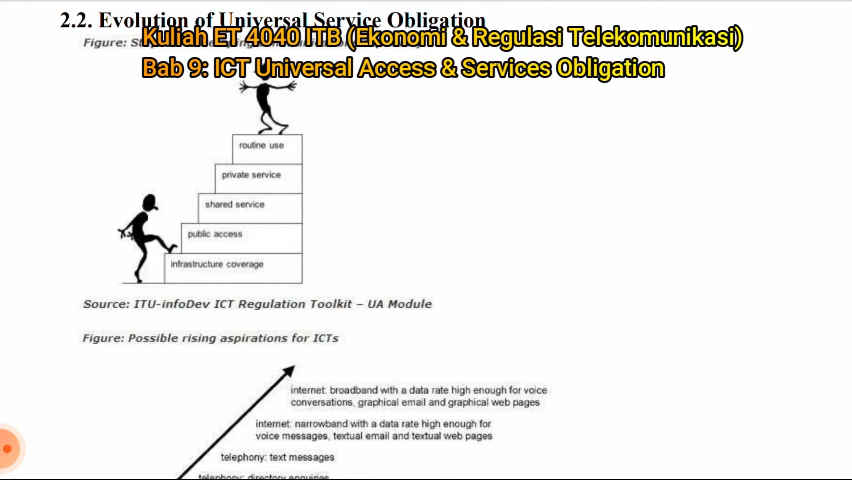 2.2. Evolution of Universal Service Obligation
Kuliah ET 4040 ITB (Ekonomi & Regulasi Telekomunikasi)
Figure:
Bab 9: ICT Universal Access & Services Obligation
routine use
private service
shared service
public access
infrastructure coverage
Source: ITU-infoDev ICT Regulation Toolkit – UA Module
Figure: Possible rising aspirations for ICTs
internet: broadband with a data rate high enough for voice
conversations, graphical email and graphical web pages
internet: narrowband with a data rate high enough for
voice messages, textual email and textual web pages
telephony: text messages
telephony: directory enquiries